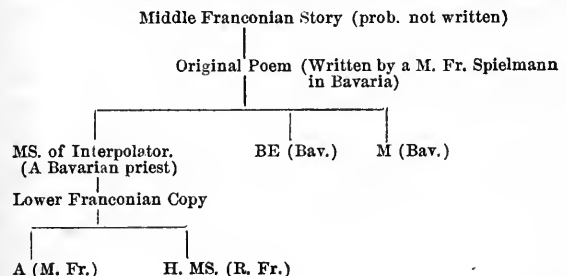 Middle Franconian Story (prob. not written)
Original Poem (Written by a M. Fr. Spielmann
in Bavaria)
MS. of Interpolator. BE (Bav.) M (Bav.)
(A Bavarian priest)
Lower Franconian Copy
A (M. Fr.) H. MS. (R. Fr.)